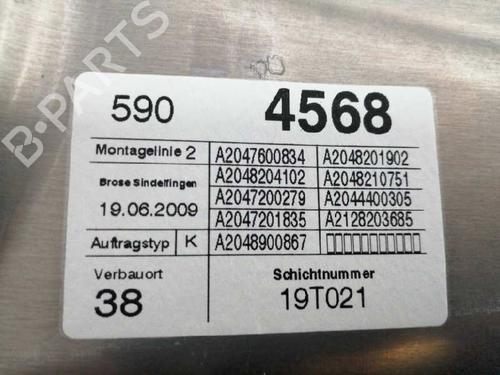 B-PARTS
590 4568
Montagelinie 2 A2047600834 A2048201902
A2048204102 A2048210751
Brose Sindelfingen A2047200279 A2044400305
19.06.2009 A2047201835 A2128203685
Auftragstyp K A2048900867
Verbauort Schichtnummer
38 19T021